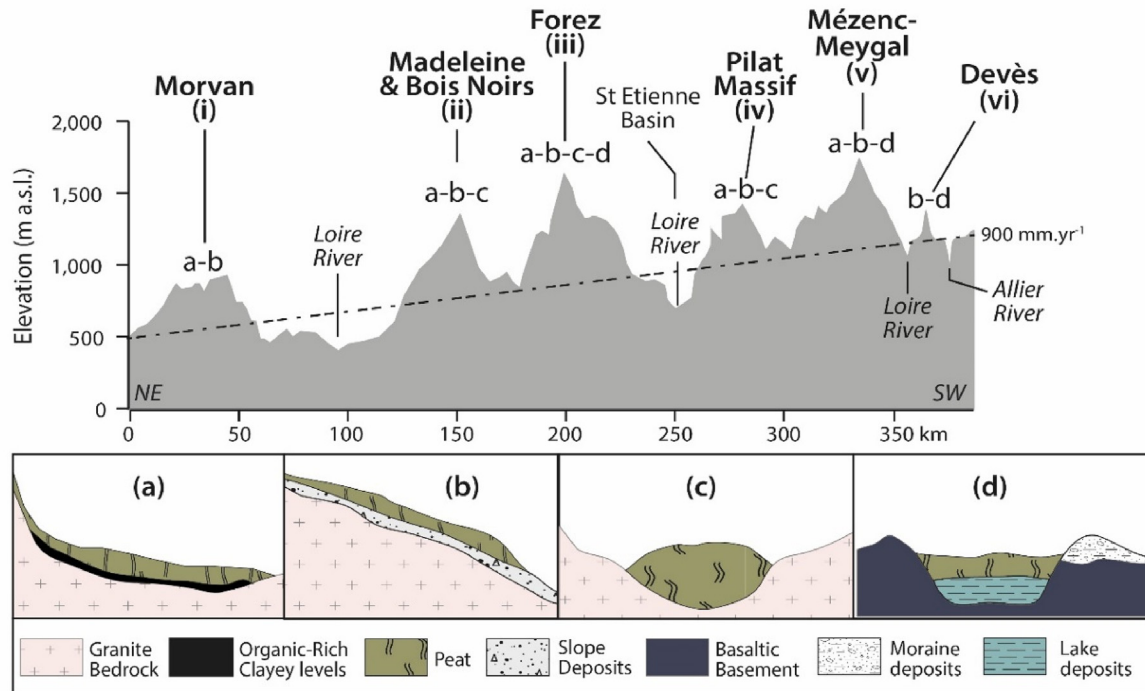 Morvan
(i)
Madeleine
& Bois Noirs
(ii)
Forez
(iii)
St Etienne
Basin
Pilat
Massif
(iv)
Mézenc-
Meygal
(v)
Devès
(vi)
Elevation (m a.s.l.)
2,000
1,500
1,000
500
0
a-b
a-b-c
a-b-c-d
a-b-c
a-b-d
b-d
Loire
River
Loire
River
Loire
River
Allier
River
900 mm.yr-1
NE
SW
0 50 100 150 200 250 300 350 km
(a)
(b)
(c)
(d)
Granite
Bedrock
Organic-Rich
Clayey levels
Peat
Slope
Deposits
Basaltic
Basement
Moraine
deposits
Lake
deposits